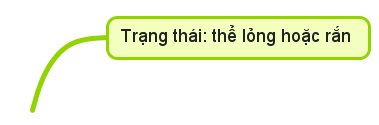 Trạng thái: thể lỏng hoặc rắn